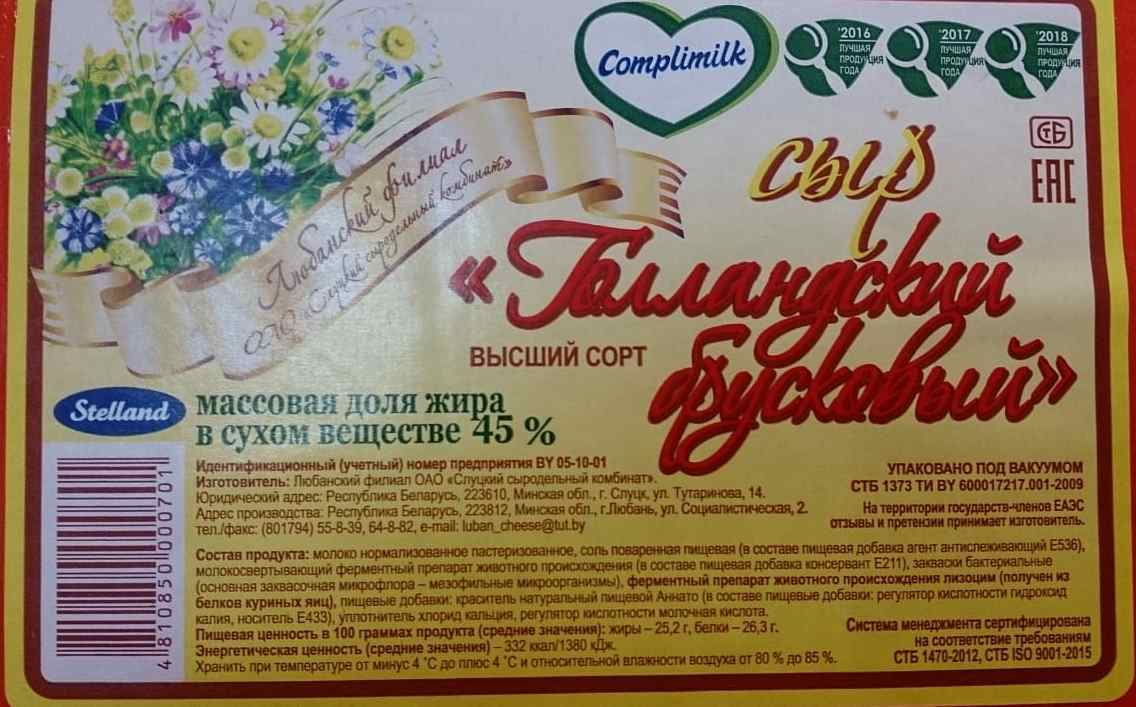 Complimilk
'2016
ЛУЧШАЯ
ПРОДУКЦИЯ
ГОДА
'2017
ЛУЧШАЯ
ПРОДУКЦИЯ
ГОДА
'2018
ЛУЧШАЯ
ПРОДУКЦИЯ
ГОДА
СТБ
ЕАС
Любанский филиал
ОАО «Слуцкий сыродельный комбинат»
сыр
«Голландский
брусковый»
ВЫСШИЙ СОРТ
Stelland
массовая доля жира
в сухом веществе 45 %
Идентификационный (учетный) номер предприятия BY 05-10-01
Изготовитель: Любанский филиал ОАО «Слуцкий сыродельный комбинат».
Юридический адрес: Республика Беларусь, 223610, Минская обл., г. Слуцк, ул. Тутаринова, 14.
Адрес производства: Республика Беларусь, 223812, Минская обл., г.Любань, ул. Социалистическая, 2.
тел./факс: (801794) 55-8-39, 64-8-82, e-mail: luban_cheese@tut.by
УПАКОВАНО ПОД ВАКУУМОМ
СТБ 1373 ТИ BY 600017217.001-2009
На территории государств-членов ЕАЭС
отзывы и претензии принимает изготовитель.
Состав продукта: молоко нормализованное пастеризованное, соль поваренная пищевая (в составе пищевая добавка агент антислеживающий Е536),
молокосвертывающий ферментный препарат животного происхождения (в составе пищевая добавка консервант Е211), закваски бактериальные
(основная заквасочная микрофлора – мезофильные микроорганизмы), ферментный препарат животного происхождения лизоцим (получен из
белков куриных яиц), пищевые добавки: краситель натуральный пищевой Аннато (в составе пищевые добавки: регулятор кислотности гидроксид
калия, носитель Е433), уплотнитель хлорид кальция, регулятор кислотности молочная кислота.
Пищевая ценность в 100 граммах продукта (средние значения): жиры – 25,2 г, белки – 26,3 г.
Энергетическая ценность (средние значения) – 332 ккал/1380 кДж.
Хранить при температуре от минус 4 ˚С до плюс 4 ˚С и относительной влажности воздуха от 80 % до 85 %.
Система менеджмента сертифицирована
на соответствие требованиям
СТБ 1470-2012, СТБ ISO 9001-2015
4 810850 000701